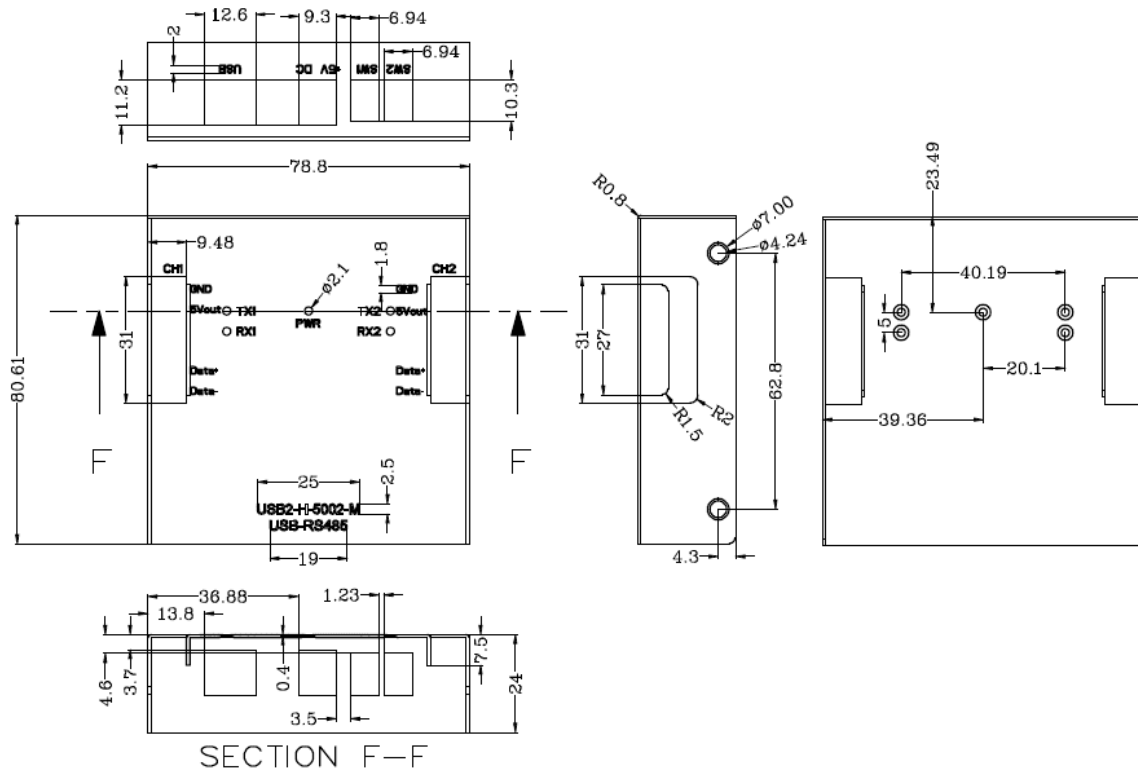 12.6
9.3
6.94
6.94
2
USB
+5V DC
SW1
SW2
11.2
10.3
78.8
9.48
CH1
CH2
1.8
GND
GND
ø2.1
5Vout
TX1
TX2
5Vout
PWR
RX1
RX2
31
80.61
Data+
Data+
Data-
Data-
F
F
25
2.5
USB2-H-5002-M
USB-RS485
19
R0.8
ø7.00
ø4.24
31
27
62.8
R1.5
R2
4.3
23.49
40.19
5
20.1
39.36
36.88
1.23
13.8
4.6
3.7
0.4
7.5
24
3.5
SECTION F-F